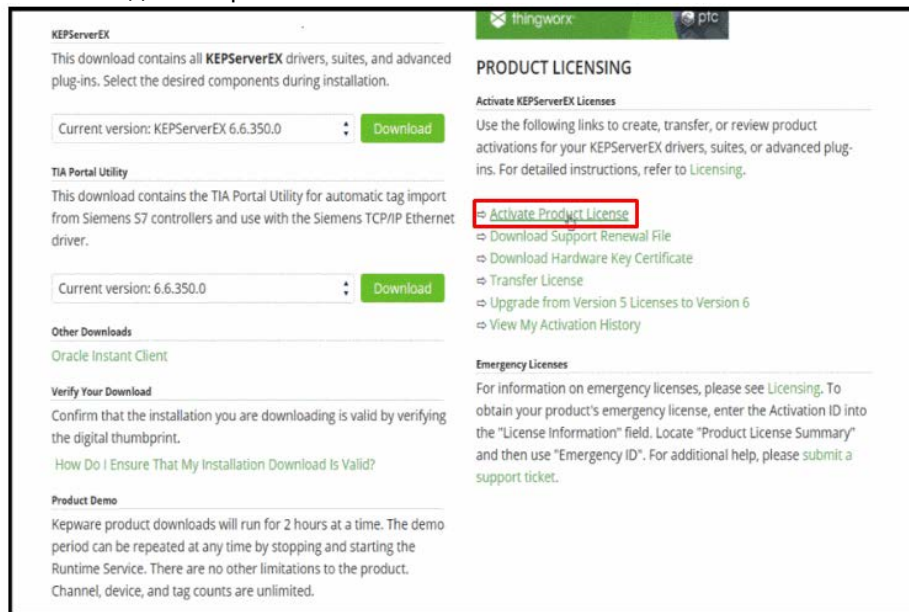 KEPServerEX
This download contains all KEPServerEX drivers, suites, and advanced
plug-ins. Select the desired components during installation.
Current version: KEPServerEX 6.6.350.0
Download
TIA Portal Utility
This download contains the TIA Portal Utility for automatic tag import
from Siemens S7 controllers and use with the Siemens TCP/IP Ethernet
driver.
Current version: 6.6.350.0
Download
Other Downloads
Oracle Instant Client
Verify Your Download
Confirm that the installation you are downloading is valid by verifying
the digital thumbprint.
How Do I Ensure That My Installation Download Is Valid?
Product Demo
Kepware product downloads will run for 2 hours at a time. The demo
period can be repeated at any time by stopping and starting the
Runtime Service. There are no other limitations to the product.
Channel, device, and tag counts are unlimited.
thingworx
ptc
PRODUCT LICENSING
Activate KEPServerEX Licenses
Use the following links to create, transfer, or review product
activations for your KEPServerEX drivers, suites, or advanced plug-
ins. For detailed instructions, refer to Licensing.
⇨ Activate Product License
⇨ Download Support Renewal File
⇨ Download Hardware Key Certificate
⇨ Transfer License
⇨ Upgrade from Version 5 Licenses to Version 6
⇨ View My Activation History
Emergency Licenses
For information on emergency licenses, please see Licensing. To
obtain your product's emergency license, enter the Activation ID into
the "License Information" field. Locate "Product License Summary"
and then use "Emergency ID". For additional help, please submit a
support ticket.